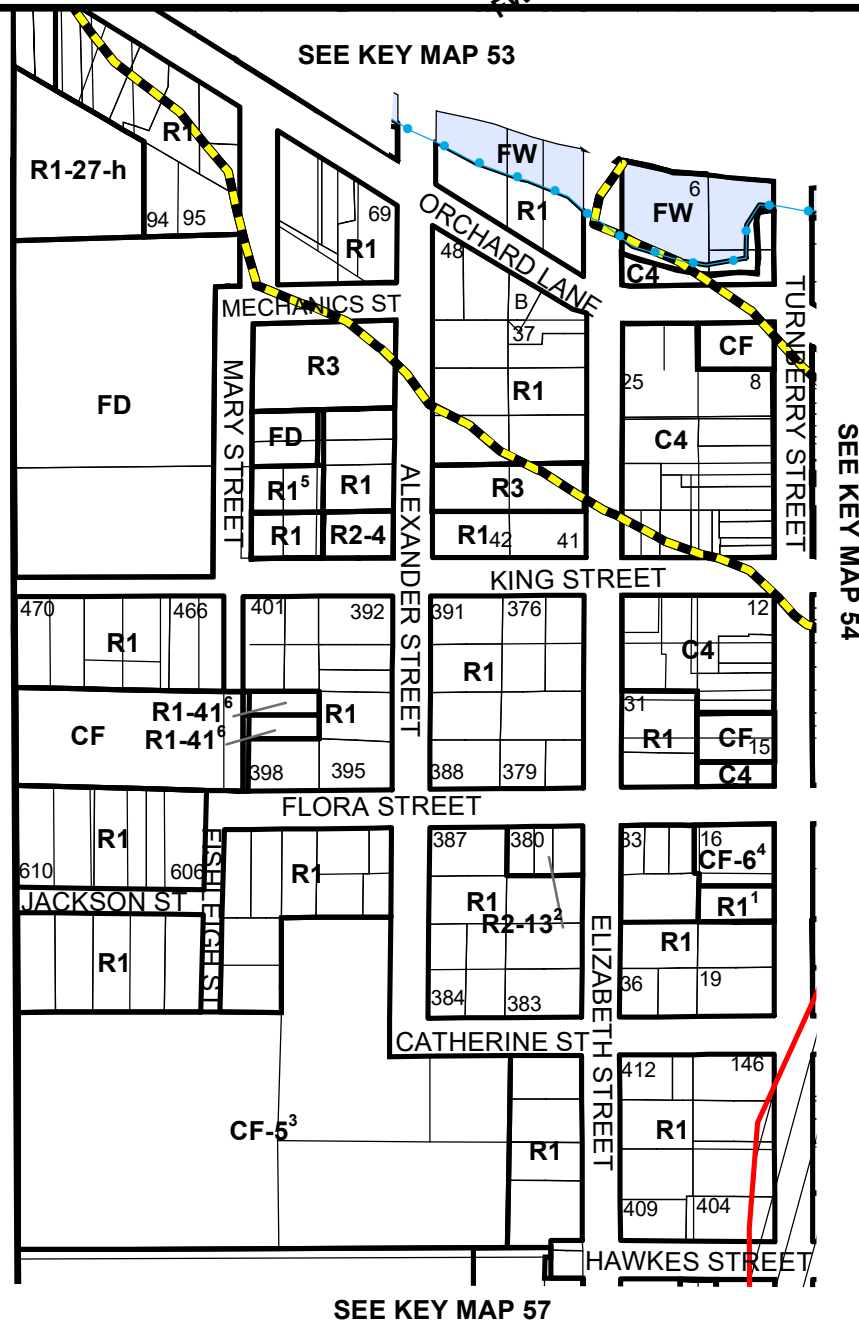 SEE KEY MAP 53
R1
FW
R1-27-h
6
FW
94 95
69
R1
R1
ORCHARD LANE
48
C4
TURNBERRY STREET
B
MECHANICS ST
37
CF
R3
MARY STREET
25
8
R1
FD
SEE KEY MAP 54
FD
C4
ALEXANDER STREET
R1⁵
R1
R3
R1
R2-4
R1
42
41
KING STREET
470
466
401
392
391
376
12
R1
C4
R1
R1-41⁶
R1
31
CF
R1-41⁶
R1
CF
15
398
395
388
379
C4
FLORA STREET
R1
EISHLEIGH ST
387
380
33
16
CF-6⁴
610
606
R1
R1
R1¹
JACKSON ST
R2-13²
ELIZABETH STREET
R1
R1
384
383
36
19
CATHERINE ST
412
146
CF-5³
R1
R1
409
404
HAWKES STREET
SEE KEY MAP 57